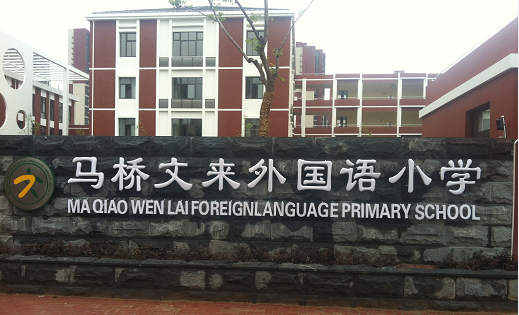 马桥文来外国语小学
MA QIAO WEN LAI FOREIGNLANGUAGE PRIMARY SCHOOL